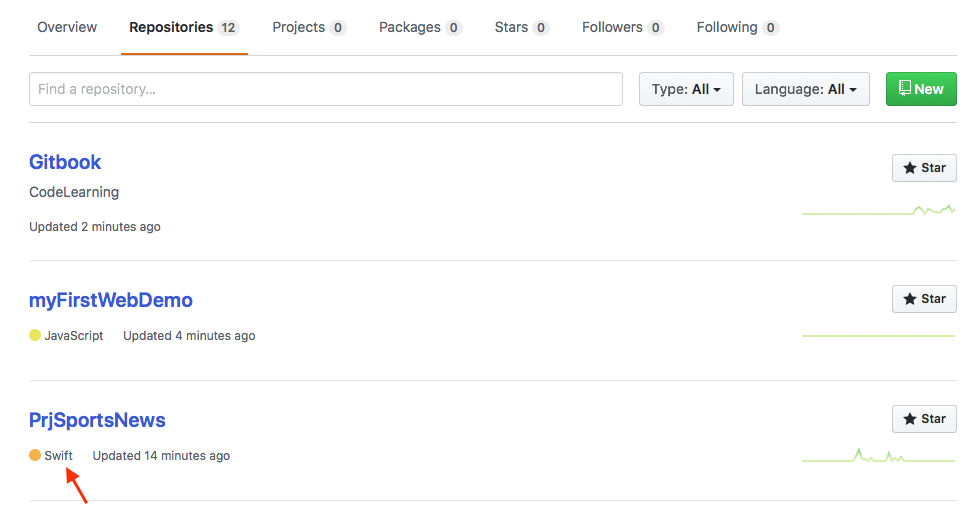 Overview Repositories 12 Projects 0 Packages 0 Stars 0 Followers 0 Following 0
Find a repository... Type: All Language: All New
Gitbook
Star
CodeLearning
Updated 2 minutes ago
myFirstWebDemo
Star
JavaScript Updated 4 minutes ago
PrjSportsNews
Star
Swift Updated 14 minutes ago